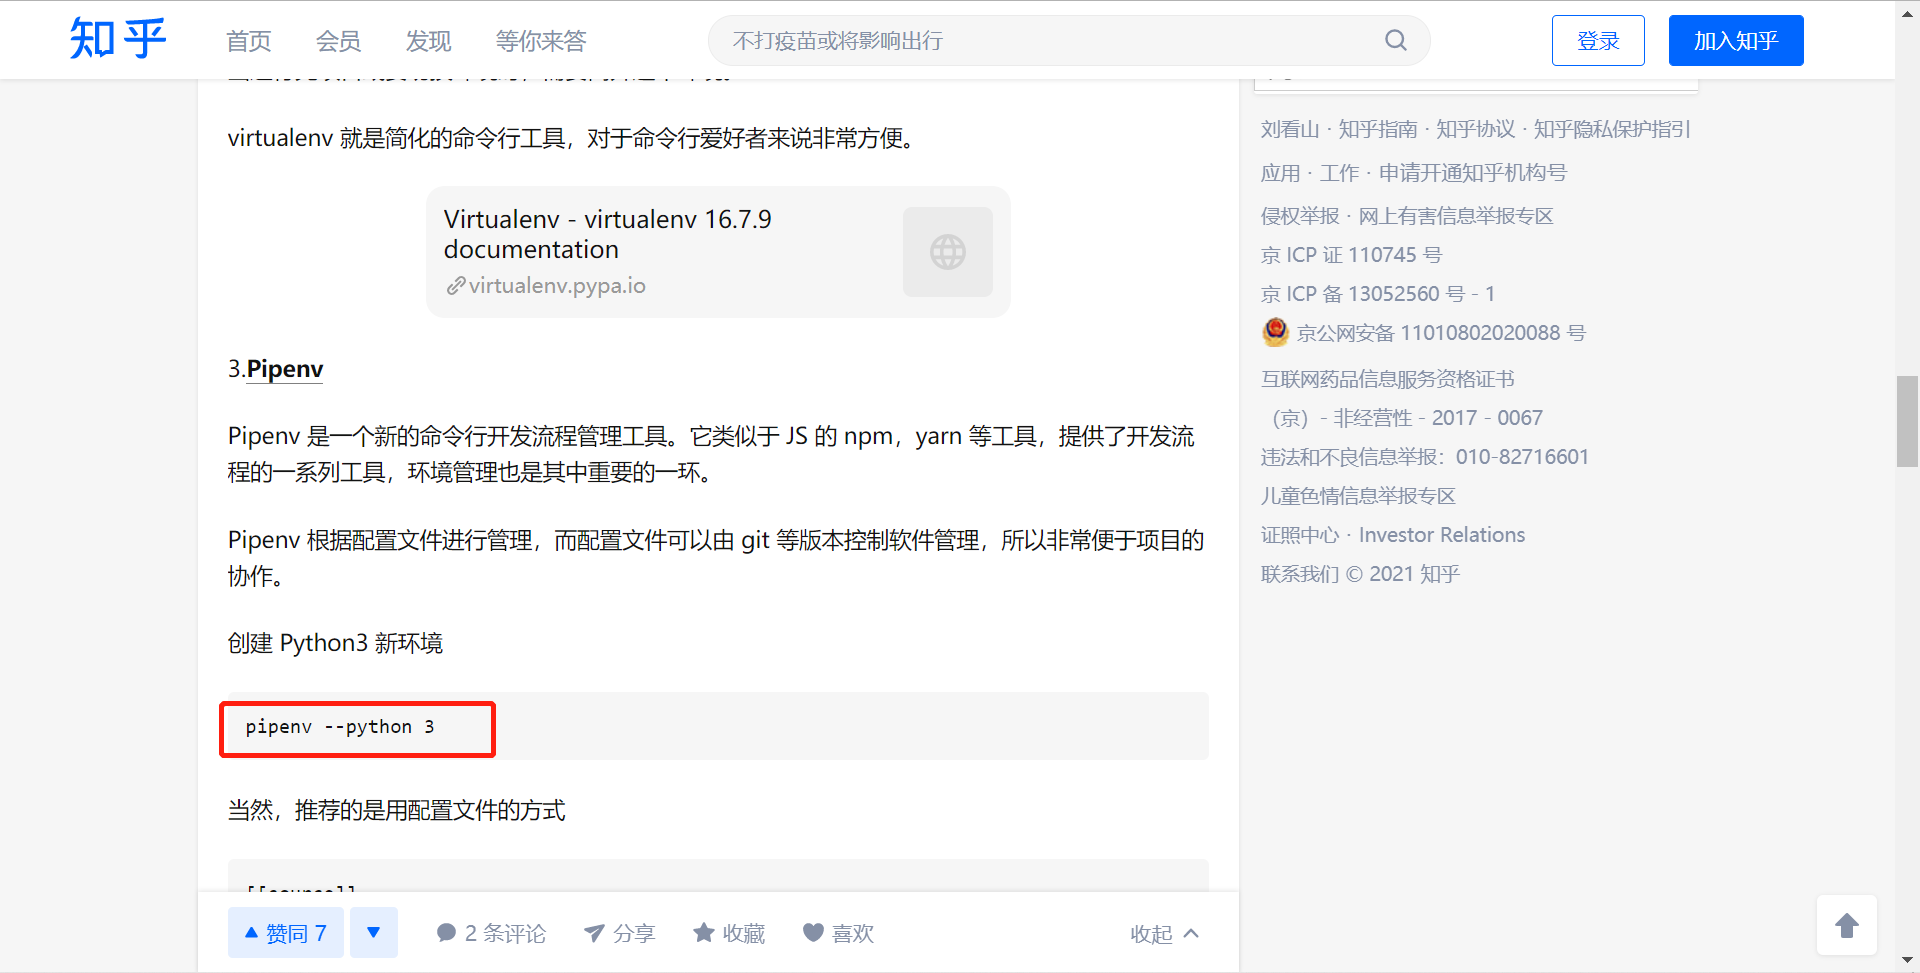 知乎
首页 会员 发现 等你来答
不打疫苗或将影响出行
登录
加入知乎
virtualenv 就是简化的命令行工具，对于命令行爱好者来说非常方便。
Virtualenv - virtualenv 16.7.9
documentation
virtualenv.pypa.io
3.Pipenv
Pipenv 是一个新的命令行开发流程管理工具。它类似于 JS 的 npm，yarn 等工具，提供了开发流
程的一系列工具，环境管理也是其中重要的一环。
Pipenv 根据配置文件进行管理，而配置文件可以由 git 等版本控制软件管理，所以非常便于项目的
协作。
创建 Python3 新环境
pipenv --python 3
当然，推荐的是用配置文件的方式
[[source]]
赞同 7
2 条评论
分享
收藏
喜欢
收起
刘看山 · 知乎指南 · 知乎协议 · 知乎隐私保护指引
应用 · 工作 · 申请开通知乎机构号
侵权举报 · 网上有害信息举报专区
京 ICP 证 110745 号
京 ICP 备 13052560 号 - 1
京公网安备 11010802020088 号
互联网药品信息服务资格证书
（京）- 非经营性 - 2017 - 0067
违法和不良信息举报：010-82716601
儿童色情信息举报专区
证照中心 · Investor Relations
联系我们 © 2021 知乎